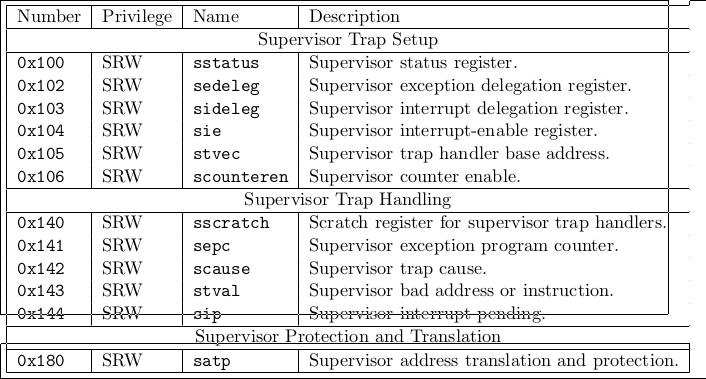 Number Privilege Name Description
Supervisor Trap Setup
0x100 SRW sstatus Supervisor status register.
0x102 SRW sedeleg Supervisor exception delegation register.
0x103 SRW sideleg Supervisor interrupt delegation register.
0x104 SRW sie Supervisor interrupt-enable register.
0x105 SRW stvec Supervisor trap handler base address.
0x106 SRW scounteren Supervisor counter enable.
Supervisor Trap Handling
0x140 SRW sscratch Scratch register for supervisor trap handlers.
0x141 SRW sepc Supervisor exception program counter.
0x142 SRW scause Supervisor trap cause.
0x143 SRW stval Supervisor bad address or instruction.
0x144 SRW sip Supervisor interrupt pending.
Supervisor Protection and Translation
0x180 SRW satp Supervisor address translation and protection.